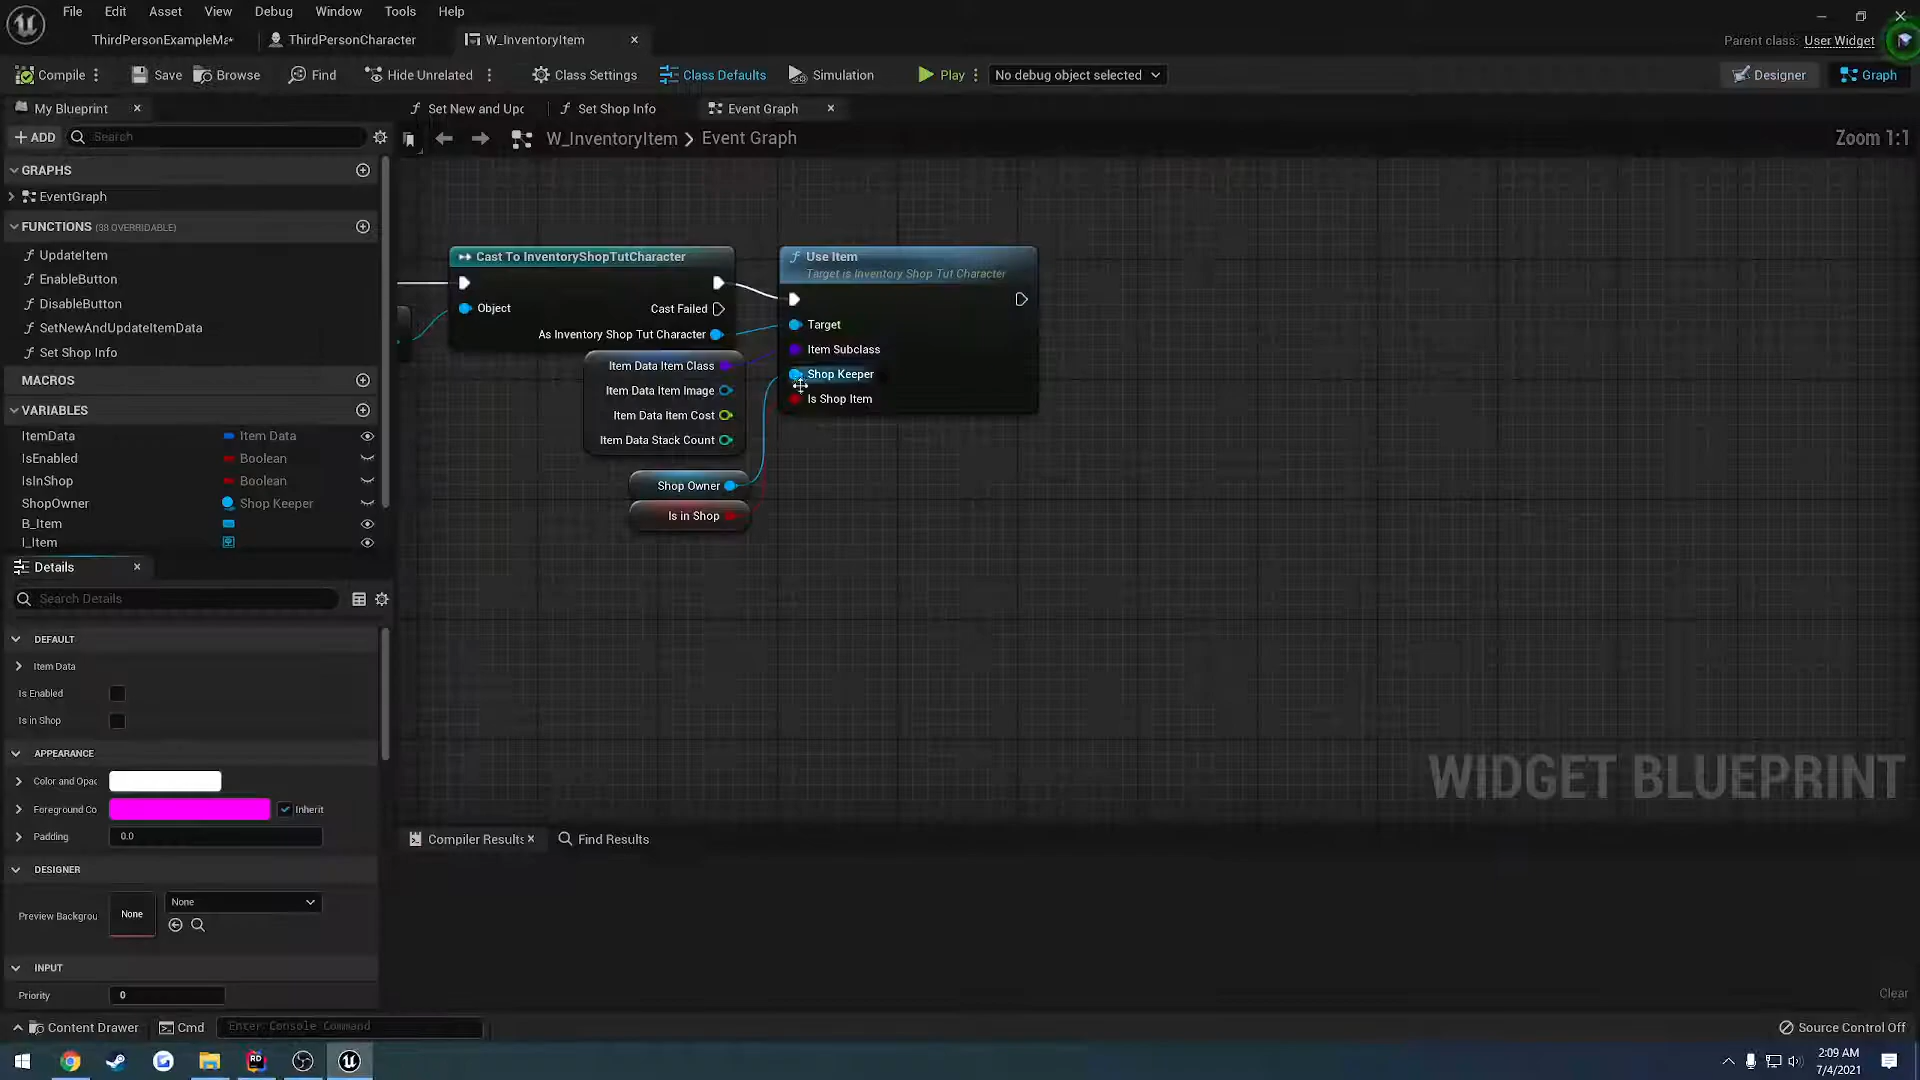 File Edit Asset View Debug Window Tools Help
ThirdPersonExampleMa* ThirdPersonCharacter W_InventoryItem
Parent class: User Widget
Compile Save Browse Find Hide Unrelated Class Settings Class Defaults Simulation Play No debug object selected Designer Graph
My Blueprint Set New and Upc Set Shop Info Event Graph
ADD Search W_InventoryItem > Event Graph Zoom 1:1
GRAPHS
EventGraph
FUNCTIONS (38 OVERRIDABLE)
UpdateItem
EnableButton
DisableButton
SetNewAndUpdateItemData
Set Shop Info
MACROS
VARIABLES
ItemData Item Data
IsEnabled Boolean
IsInShop Boolean
ShopOwner Shop Keeper
B_Item
I_Item
Cast To InventoryShopTutCharacter
Object
Cast Failed
As Inventory Shop Tut Character
Use Item
Target is Inventory Shop Tut Character
Target
Item Subclass
Shop Keeper
Is Shop Item
Item Data Item Class
Item Data Item Image
Item Data Item Cost
Item Data Stack Count
Shop Owner
Is in Shop
WIDGET BLUEPRINT
Details
Search Details
DEFAULT
Item Data
Is Enabled
Is in Shop
APPEARANCE
Color and Opac
Foreground Co Inherit
Padding 0.0
DESIGNER
Preview Backgrou None None
INPUT
Priority 0
Compiler Results Find Results
Clear
Content Drawer Cmd Enter Console Command Source Control Off
RD
2:09 AM
7/4/2021